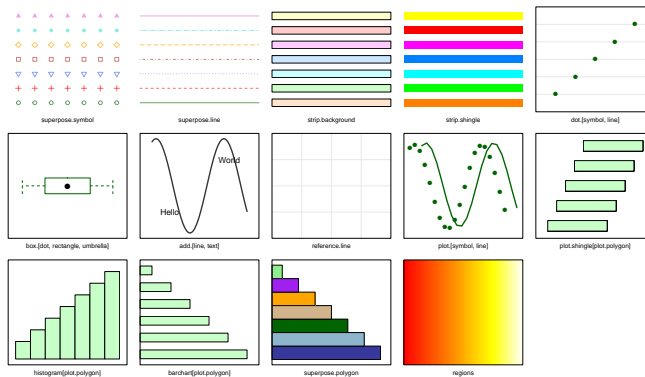 superpose.symbol
superpose.line
strip.background
strip.shingle
dot.[symbol, line]
World
Hello
box.[dot, rectangle, umbrella]
add.[line, text]
reference.line
plot.[symbol, line]
plot.shingle[plot.polygon]
histogram[plot.polygon]
barchart[plot.polygon]
superpose.polygon
regions